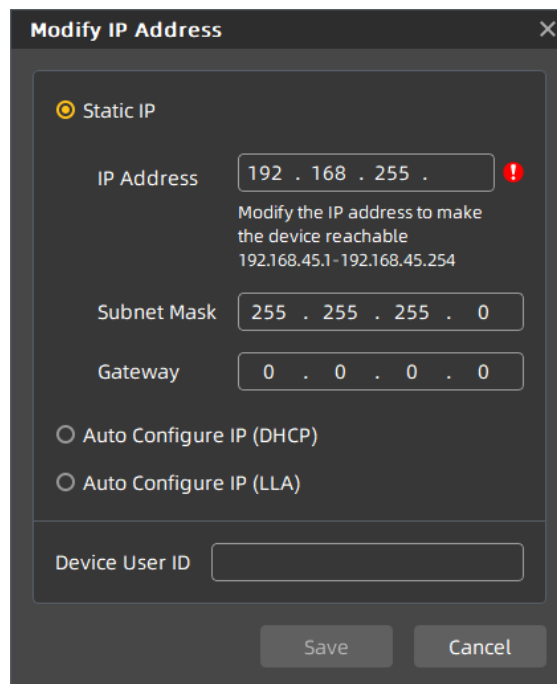 Modify IP Address
Static IP
IP Address 192 . 168 . 255 .
Modify the IP address to make
the device reachable
192.168.45.1-192.168.45.254
Subnet Mask 255 . 255 . 255 . 0
Gateway 0 . 0 . 0 . 0
Auto Configure IP (DHCP)
Auto Configure IP (LLA)
Device User ID
Save Cancel